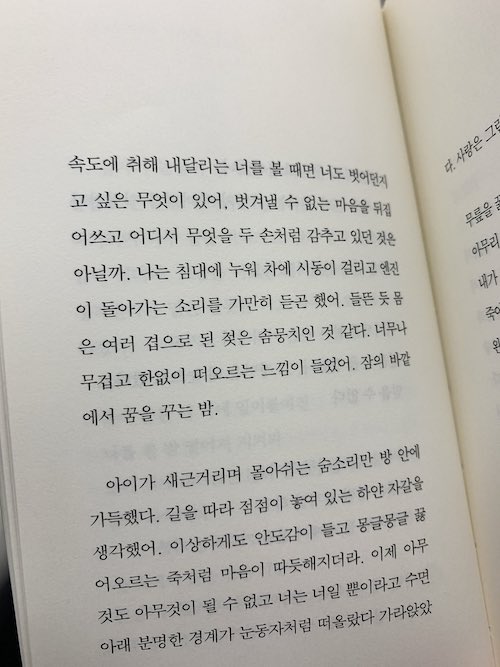 속도에 취해 내달리는 너를 볼 때면 너도 벗어던지
고 싶은 무엇이 있어, 벗겨낼 수 없는 마음을 뒤집
어쓰고 어디서 무엇을 두 손처럼 감추고 있던 것은
아닐까. 나는 침대에 누워 차에 시동이 걸리고 엔진
이 돌아가는 소리를 가만히 듣곤 했어. 들뜬 듯 몸
은 여러 겹으로 된 젖은 솜뭉치인 것 같다. 너무나
무겁고 한없이 떠오르는 느낌이 들었어. 잠의 바깥
에서 꿈을 꾸는 밤.
아이가 새근거리며 몰아쉬는 숨소리만 방 안에
가득했다. 길을 따라 점점이 놓여 있는 하얀 자갈을
생각했어. 이상하게도 안도감이 들고 몽글몽글 끓
어오르는 죽처럼 마음이 따듯해지더라. 이제 아무
것도 아무것이 될 수 없고 너는 너일 뿐이라고 수면
아래 분명한 경계가 눈동자처럼 떠올랐다 가라앉았
다. 사랑은 그런
무릎을 꿇
아무리
내가
죽어
완